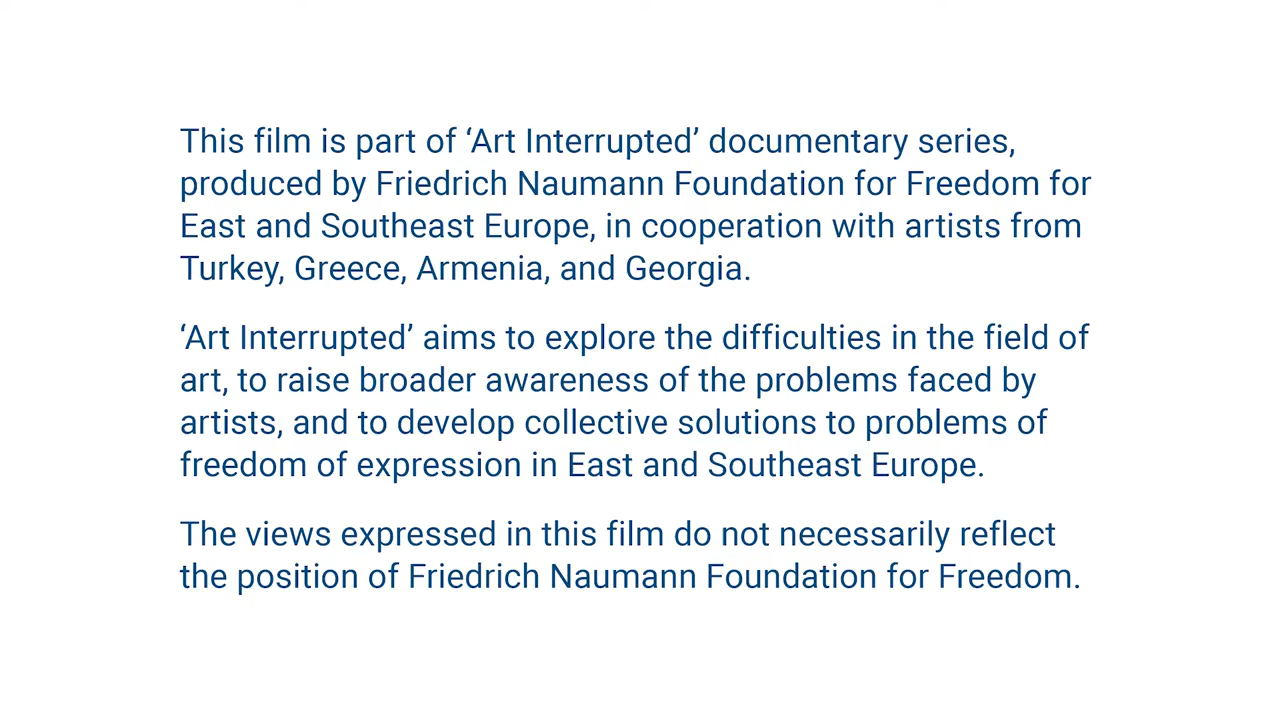 This film is part of ‘Art Interrupted’ documentary series,
produced by Friedrich Naumann Foundation for Freedom for
East and Southeast Europe, in cooperation with artists from
Turkey, Greece, Armenia, and Georgia.
‘Art Interrupted’ aims to explore the difficulties in the field of
art, to raise broader awareness of the problems faced by
artists, and to develop collective solutions to problems of
freedom of expression in East and Southeast Europe.
The views expressed in this film do not necessarily reflect
the position of Friedrich Naumann Foundation for Freedom.